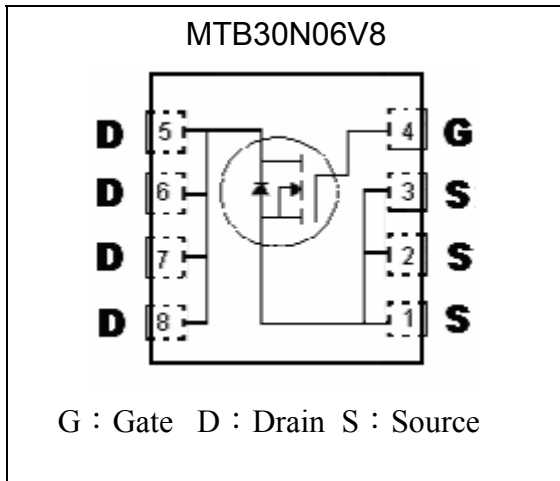 MTB30N06V8
D 5 4 G
D 6 3 S
D 7 2 S
D 8 1 S
G：Gate D：Drain S：Source